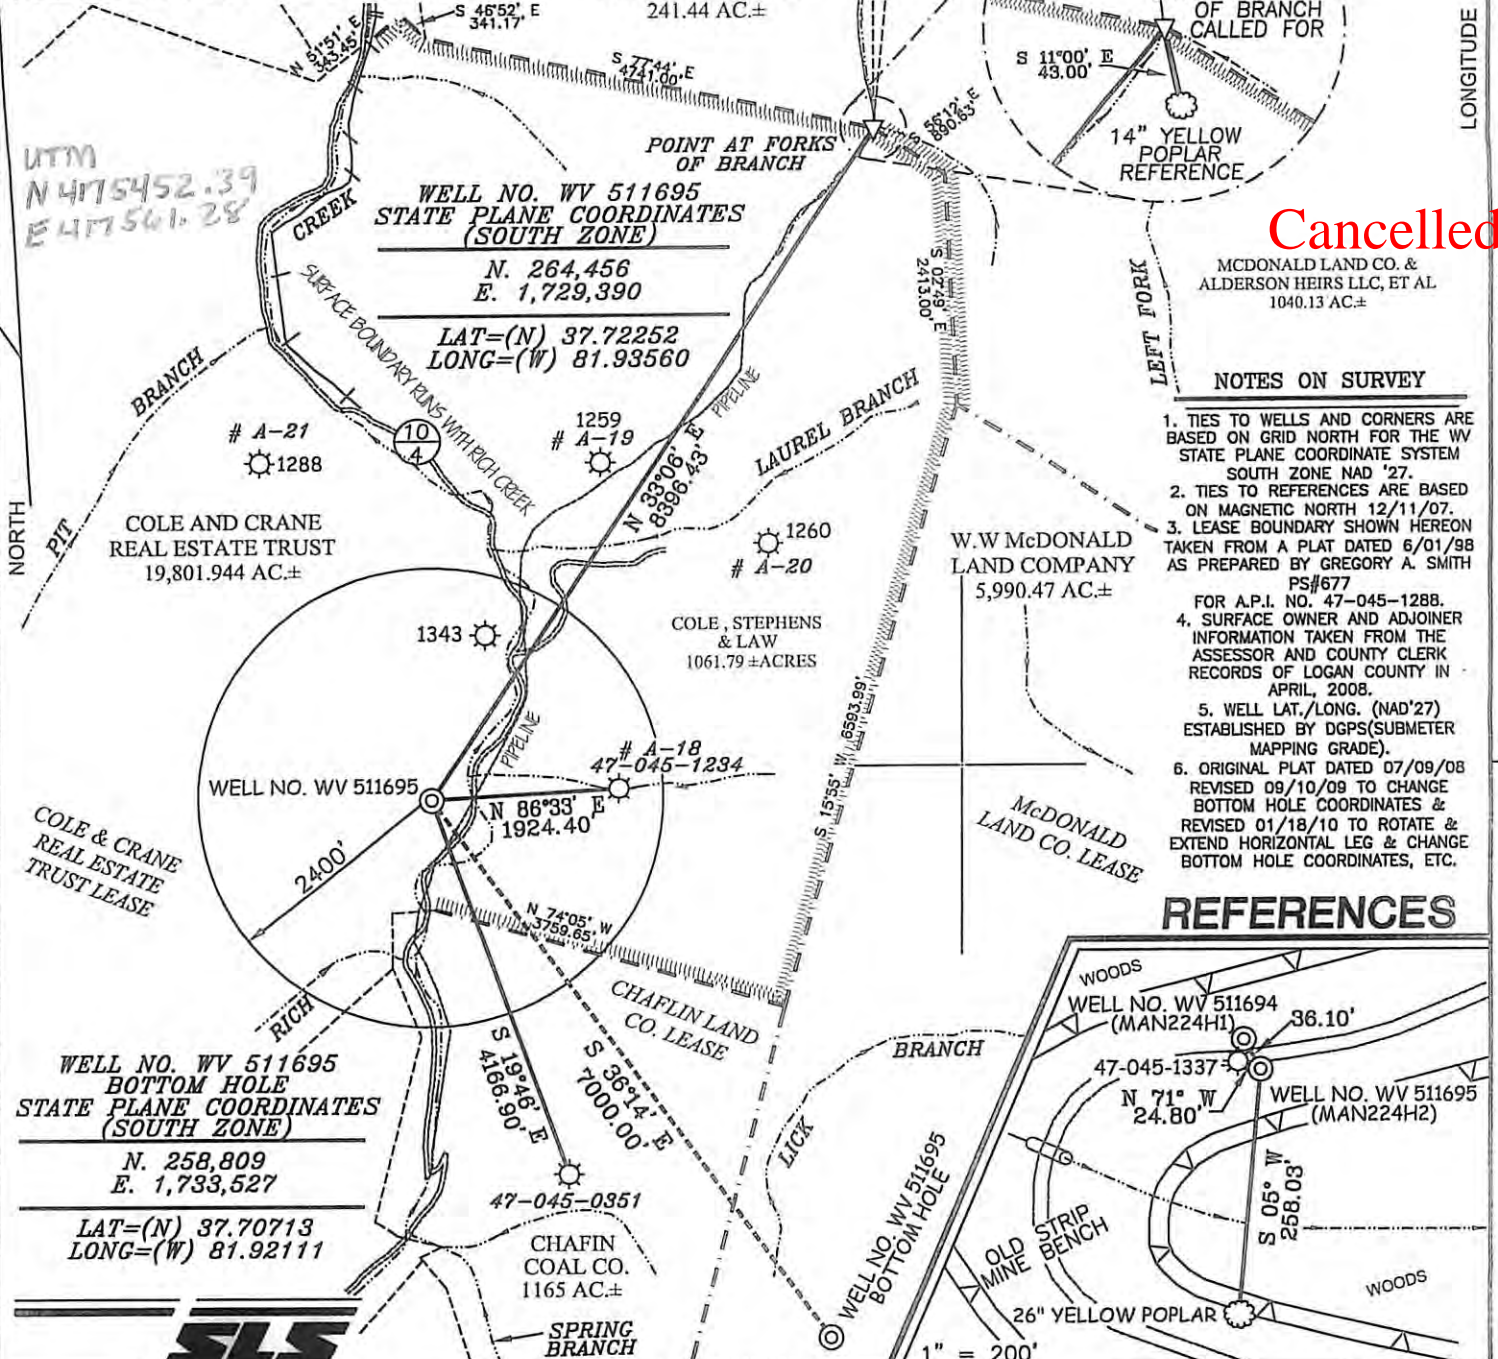 S 46°52' E
341.17'
241.44 AC.±
N 51°51' E
343.45'
S 77°44' E
4741.00'
S 56°12' E
890.63'
POINT AT FORKS
OF BRANCH
OF BRANCH
CALLED FOR
S 11°00' E
43.00'
14" YELLOW
POPLAR
REFERENCE
LONGITUDE
UTM
N 4175452.39
E 417561.28
CREEK
WELL NO. WV 511695
STATE PLANE COORDINATES
(SOUTH ZONE)
N. 264,456
E. 1,729,390
LAT=(N) 37.72252
LONG=(W) 81.93560
Cancelled
MCDONALD LAND CO. &
ALDERSON HEIRS LLC, ET AL
1040.13 AC.±
LEFT FORK
S 02°49' E
2413.00'
SURFACE BOUNDARY RUNS WITH RICH CREEK
PIT BRANCH
NORTH
# A-21
1288
10
4
1259
# A-19
PIPELINE
N 33°06' E
8396.43'
LAUREL BRANCH
1260
# A-20
COLE AND CRANE
REAL ESTATE TRUST
19,801.944 AC.±
W.W McDONALD
LAND COMPANY
5,990.47 AC.±
COLE , STEPHENS
& LAW
1061.79 ±ACRES
1343
S 15°55' W 6593.99'
NOTES ON SURVEY
1. TIES TO WELLS AND CORNERS ARE
BASED ON GRID NORTH FOR THE WV
STATE PLANE COORDINATE SYSTEM
SOUTH ZONE NAD '27.
2. TIES TO REFERENCES ARE BASED
ON MAGNETIC NORTH 12/11/07.
3. LEASE BOUNDARY SHOWN HEREON
TAKEN FROM A PLAT DATED 6/01/98
AS PREPARED BY GREGORY A. SMITH
PS#677
FOR A.P.I. NO. 47-045-1288.
4. SURFACE OWNER AND ADJOINER
INFORMATION TAKEN FROM THE
ASSESSOR AND COUNTY CLERK
RECORDS OF LOGAN COUNTY IN
APRIL, 2008.
5. WELL LAT./LONG. (NAD'27)
ESTABLISHED BY DGPS(SUBMETER
MAPPING GRADE).
6. ORIGINAL PLAT DATED 07/09/08
REVISED 09/10/09 TO CHANGE
BOTTOM HOLE COORDINATES &
REVISED 01/18/10 TO ROTATE &
EXTEND HORIZONTAL LEG & CHANGE
BOTTOM HOLE COORDINATES, ETC.
PIPELINE
# A-18
47-045-1234
WELL NO. WV 511695
N 86°33' E
1924.40'
2400'
COLE & CRANE
REAL ESTATE
TRUST LEASE
McDONALD
LAND CO. LEASE
N 74°05' W
3759.65'
CHAFLIN LAND
CO. LEASE
RICH
S 19°46' E
4166.90'
S 36°14' E
7000.00'
BRANCH
LICK
WELL NO. WV 511695
BOTTOM HOLE
STATE PLANE COORDINATES
(SOUTH ZONE)
N. 258,809
E. 1,733,527
LAT=(N) 37.70713
LONG=(W) 81.92111
47-045-0351
CHAFIN
COAL CO.
1165 AC.±
SPRING
BRANCH
SLS
WELL NO. WV 511695
BOTTOM HOLE
REFERENCES
WOODS
WELL NO. WV 511694
(MAN224H1)
36.10'
47-045-1337
N 71° W
24.80'
WELL NO. WV 511695
(MAN224H2)
S 05° W
258.03'
OLD STRIP
MINE BENCH
WOODS
26" YELLOW POPLAR
1" = 200'